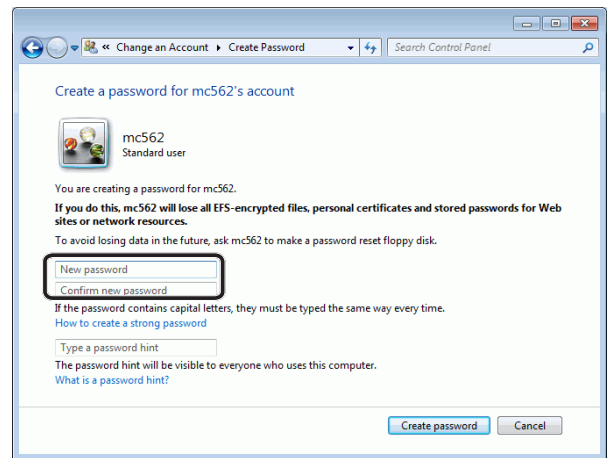 « Change an Account ▸ Create Password
Search Control Panel
Create a password for mc562's account
mc562
Standard user
You are creating a password for mc562.
If you do this, mc562 will lose all EFS-encrypted files, personal certificates and stored passwords for Web
sites or network resources.
To avoid losing data in the future, ask mc562 to make a password reset floppy disk.
New password
Confirm new password
If the password contains capital letters, they must be typed the same way every time.
How to create a strong password
Type a password hint
The password hint will be visible to everyone who uses this computer.
What is a password hint?
Create password
Cancel